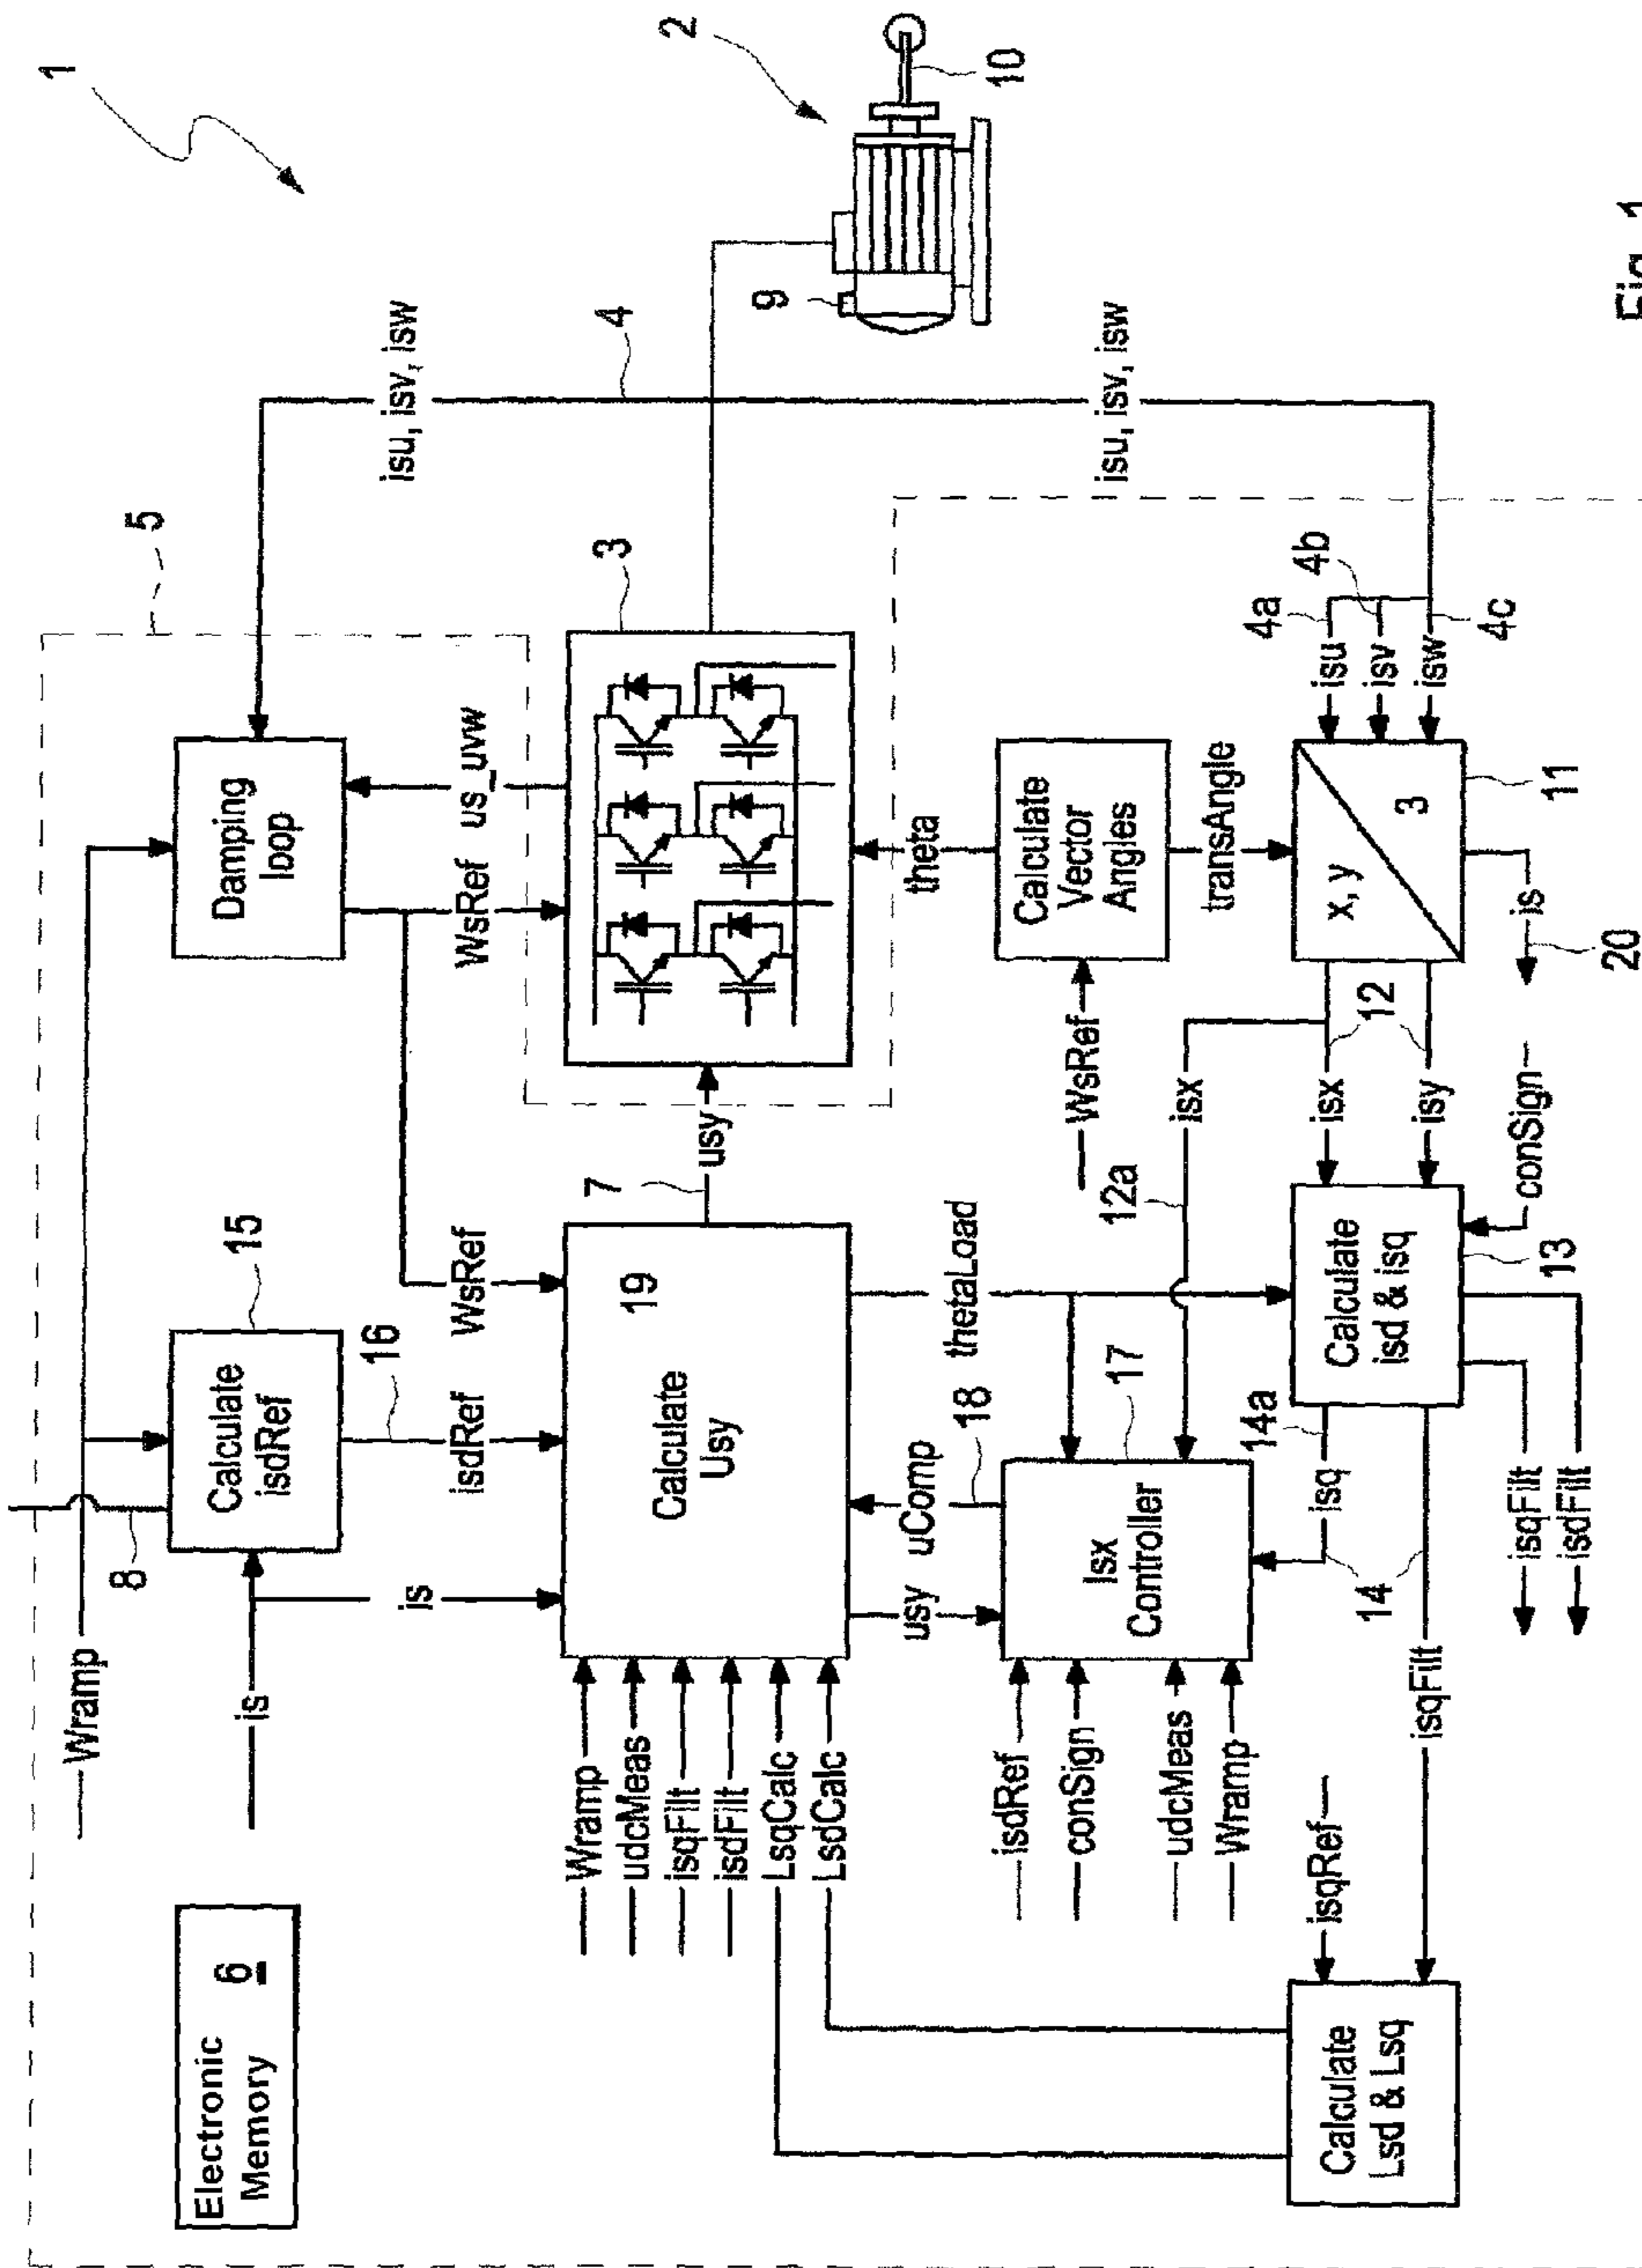 1
2
10
9
isu, isv, isw
4
isu, isv, isw
Fig. 1
5
Damping
loop
us_uvw
WsRef
3
theta
Calculate
Vector
Angles
WsRef
transAngle
4a
4b
4c
isu
isv
isw
x, y
3
11
is
20
Wramp
8
is
Calculate
isdRef
15
16
isdRef
WsRef
is
7
usy
19
Calculate
Usy
Wramp
udcMeas
isqFilt
isdFilt
LsqCalc
LsdCalc
thetaLoad
uComp
18
usy
17
Isx
Controller
isdRef
conSign
udcMeas
Wramp
12a
isx
12
isx
isy
conSign
Calculate
isd & isq
13
14a
isq
14
isqFilt
isqFilt
isdFilt
isqRef
Calculate
Lsd & Lsq
Electronic
Memory
6